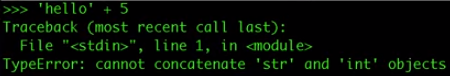 >>> 'hello' + 5
Traceback (most recent call last):
  File "<stdin>", line 1, in <module>
TypeError: cannot concatenate 'str' and 'int' objects